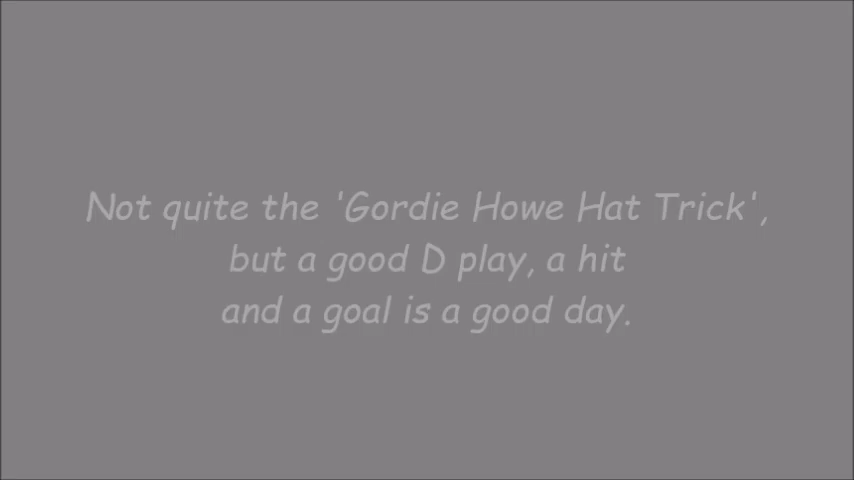 Not quite the 'Gordie Howe Hat Trick',
but a good D play, a hit
and a goal is a good day.